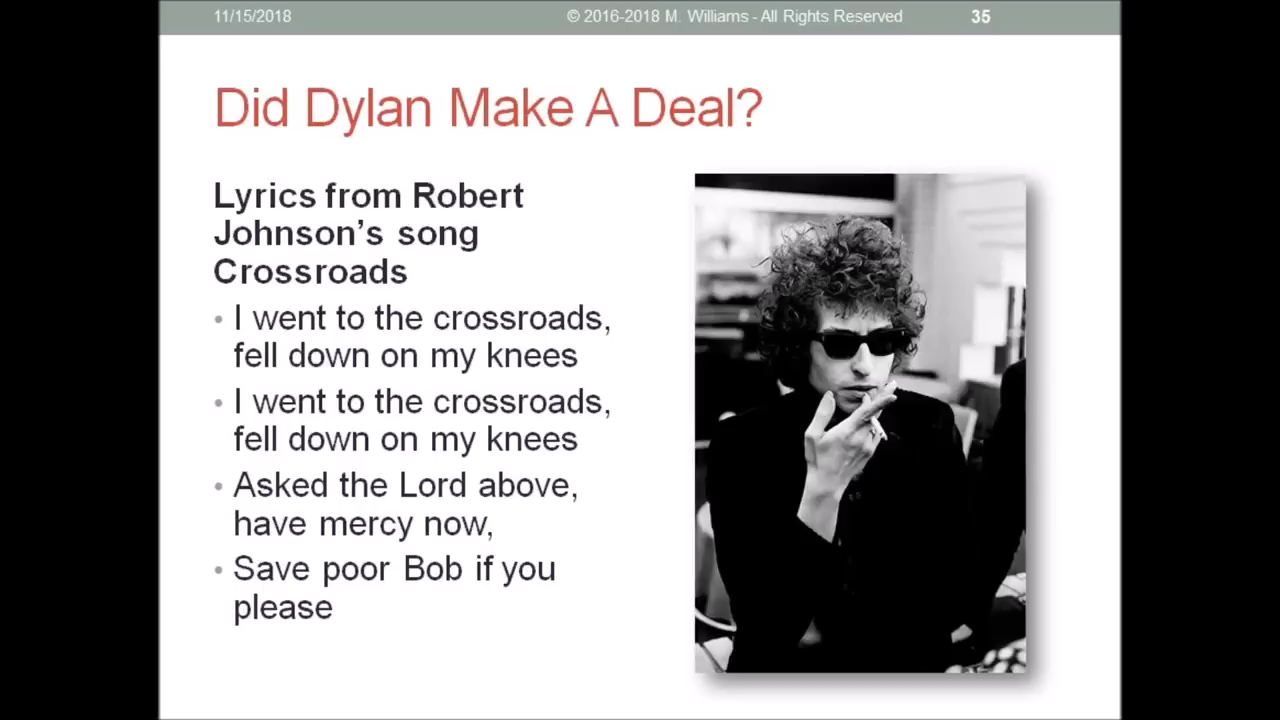 11/15/2018 © 2016-2018 M. Williams - All Rights Reserved 35
Did Dylan Make A Deal?
Lyrics from Robert
Johnson’s song
Crossroads
• I went to the crossroads,
fell down on my knees
• I went to the crossroads,
fell down on my knees
• Asked the Lord above,
have mercy now,
• Save poor Bob if you
please